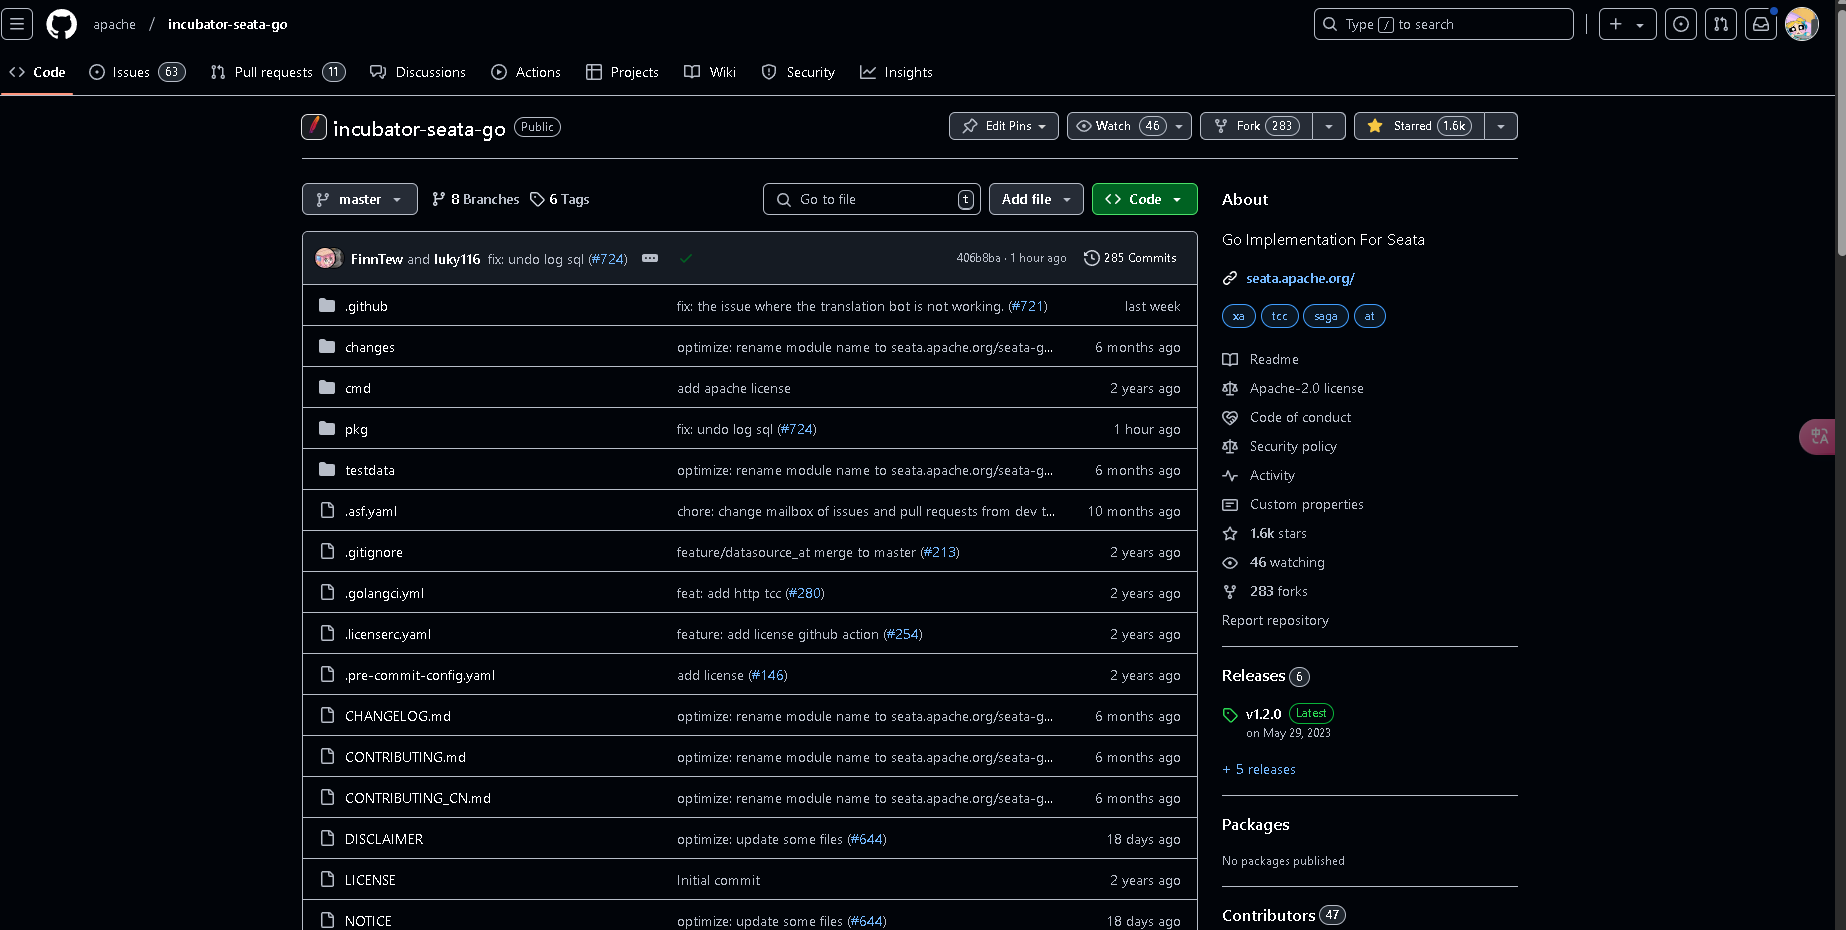 apache / incubator-seata-go
Type / to search
Code
Issues 63
Pull requests 11
Discussions
Actions
Projects
Wiki
Security
Insights
incubator-seata-go Public
Edit Pins
Watch 46
Fork 283
Starred 1.6k
master
8 Branches
6 Tags
Go to file t
Add file
Code
FinnTew and luky116 fix: undo log sql (#724)
406b8ba · 1 hour ago
285 Commits
.github fix: the issue where the translation bot is not working. (#721) last week
changes optimize: rename module name to seata.apache.org/seata-g... 6 months ago
cmd add apache license 2 years ago
pkg fix: undo log sql (#724) 1 hour ago
testdata optimize: rename module name to seata.apache.org/seata-g... 6 months ago
.asf.yaml chore: change mailbox of issues and pull requests from dev t... 10 months ago
.gitignore feature/datasource_at merge to master (#213) 2 years ago
.golangci.yml feat: add http tcc (#280) 2 years ago
.licenserc.yaml feature: add license github action (#254) 2 years ago
.pre-commit-config.yaml add license (#146) 2 years ago
CHANGELOG.md optimize: rename module name to seata.apache.org/seata-g... 6 months ago
CONTRIBUTING.md optimize: rename module name to seata.apache.org/seata-g... 6 months ago
CONTRIBUTING_CN.md optimize: rename module name to seata.apache.org/seata-g... 6 months ago
DISCLAIMER optimize: update some files (#644) 18 days ago
LICENSE Initial commit 2 years ago
NOTICE optimize: update some files (#644) 18 days ago
About
Go Implementation For Seata
seata.apache.org/
xa tcc saga at
Readme
Apache-2.0 license
Code of conduct
Security policy
Activity
Custom properties
1.6k stars
46 watching
283 forks
Report repository
Releases 6
v1.2.0 Latest
on May 29, 2023
+ 5 releases
Packages
No packages published
Contributors 47
中A